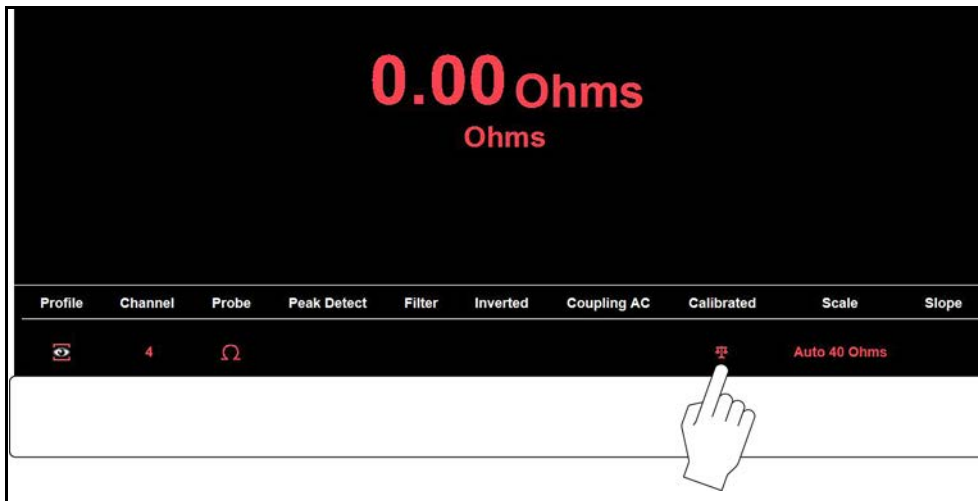 0.00 Ohms
Ohms
Profile Channel Probe Peak Detect Filter Inverted Coupling AC Calibrated Scale Slope
4 Ω Auto 40 Ohms